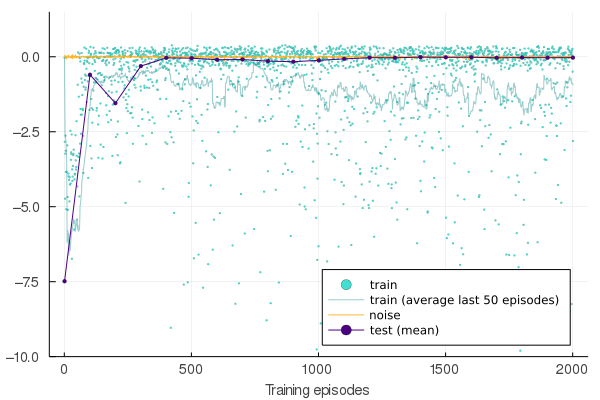 0.0
−2.5
−5.0
−7.5
−10.0
0
500
1000
1500
2000
Training episodes
train
train (average last 50 episodes)
noise
test (mean)